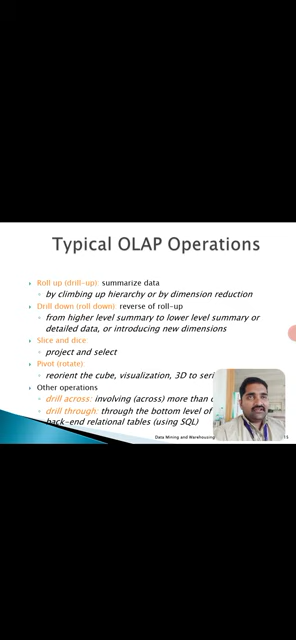 Typical OLAP Operations
Roll up (drill-up): summarize data
by climbing up hierarchy or by dimension reduction
Drill down (roll down): reverse of roll-up
from higher level summary to lower level summary or
detailed data, or introducing new dimensions
Slice and dice:
project and select
Pivot (rotate):
reorient the cube, visualization, 3D to seri
Other operations
drill across: involving (across) more than
drill through: through the bottom level of
back-end relational tables (using SQL)
Data Mining and Warehousing